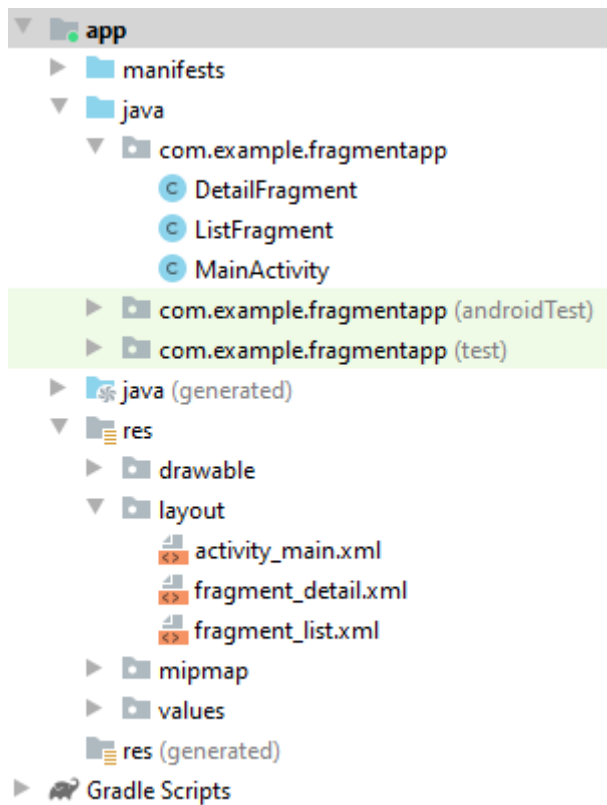 app
manifests
java
com.example.fragmentapp
C DetailFragment
C ListFragment
C MainActivity
com.example.fragmentapp (androidTest)
com.example.fragmentapp (test)
java (generated)
res
drawable
layout
activity_main.xml
fragment_detail.xml
fragment_list.xml
mipmap
values
res (generated)
Gradle Scripts